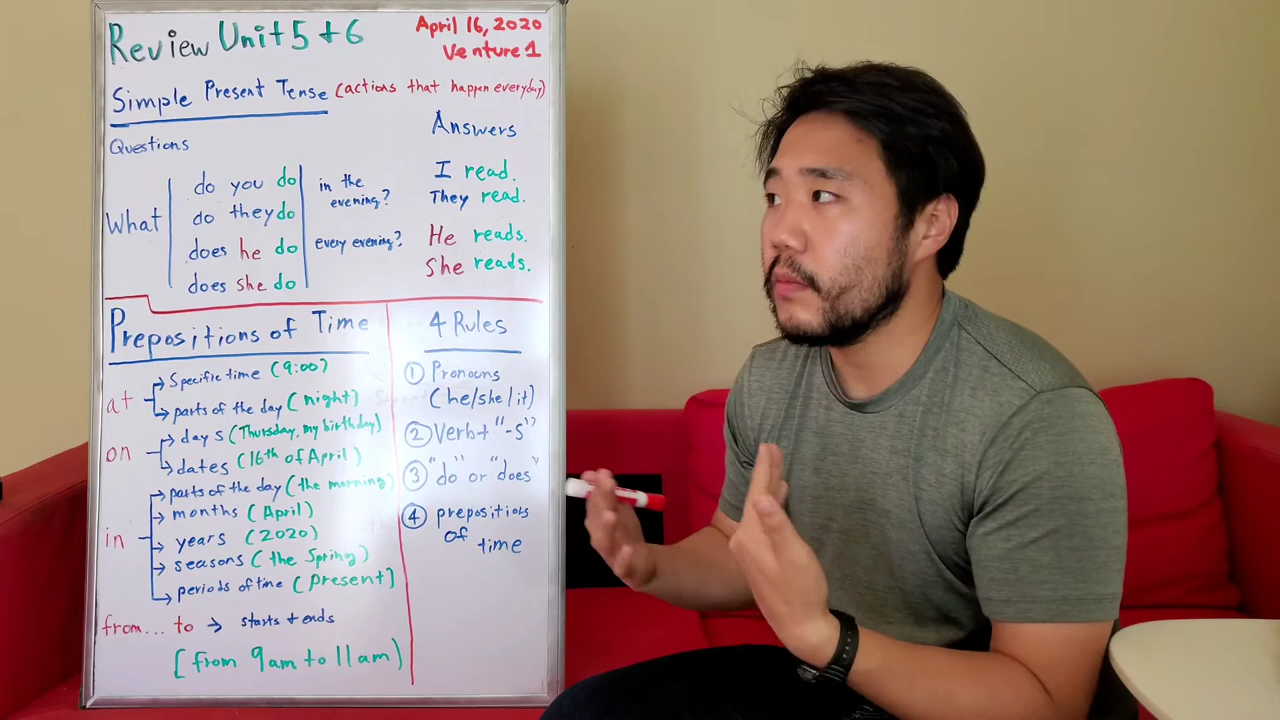 Review Unit 5 + 6
April 16, 2020
Venture 1
Simple Present Tense (actions that happen everyday)
Questions
Answers
What
do you do
do they do
does he do
does she do
in the
evening?
every evening?
I read.
They read.
He reads.
She reads.
Prepositions of Time
at
Specific time (9:00)
parts of the day (night)
on
days (Thursday, my birthday)
dates (16th of April)
in
parts of the day (the morning)
months (April)
years (2020)
seasons (the Spring)
periods of time (present)
from... to → starts + ends
(from 9am to 11am)
4 Rules
① Pronouns
(he/she/it)
② Verb + "-s"
③ "do" or "does"
④ prepositions
of time